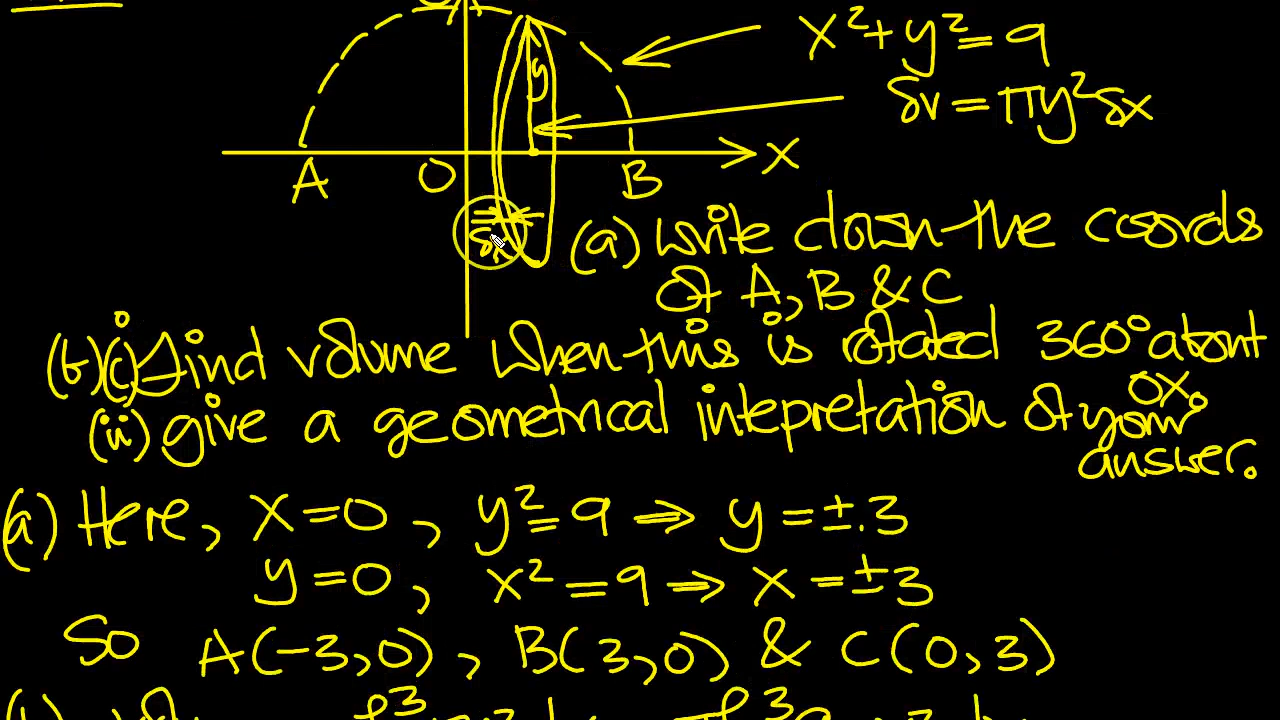 x²+y²=9
y
δv=πy²δx
x
A
O
B
δx
(a) write down the coords
of A, B & C
(b)(i) find volume when this is rotated 360° about
ox.
(ii) give a geometrical intepretation of your
answer.
(a) Here, x=0, y²=9 ⇒ y=±3
y=0, x²=9 ⇒ x=±3
So A(-3,0), B(3,0) & C(0,3)